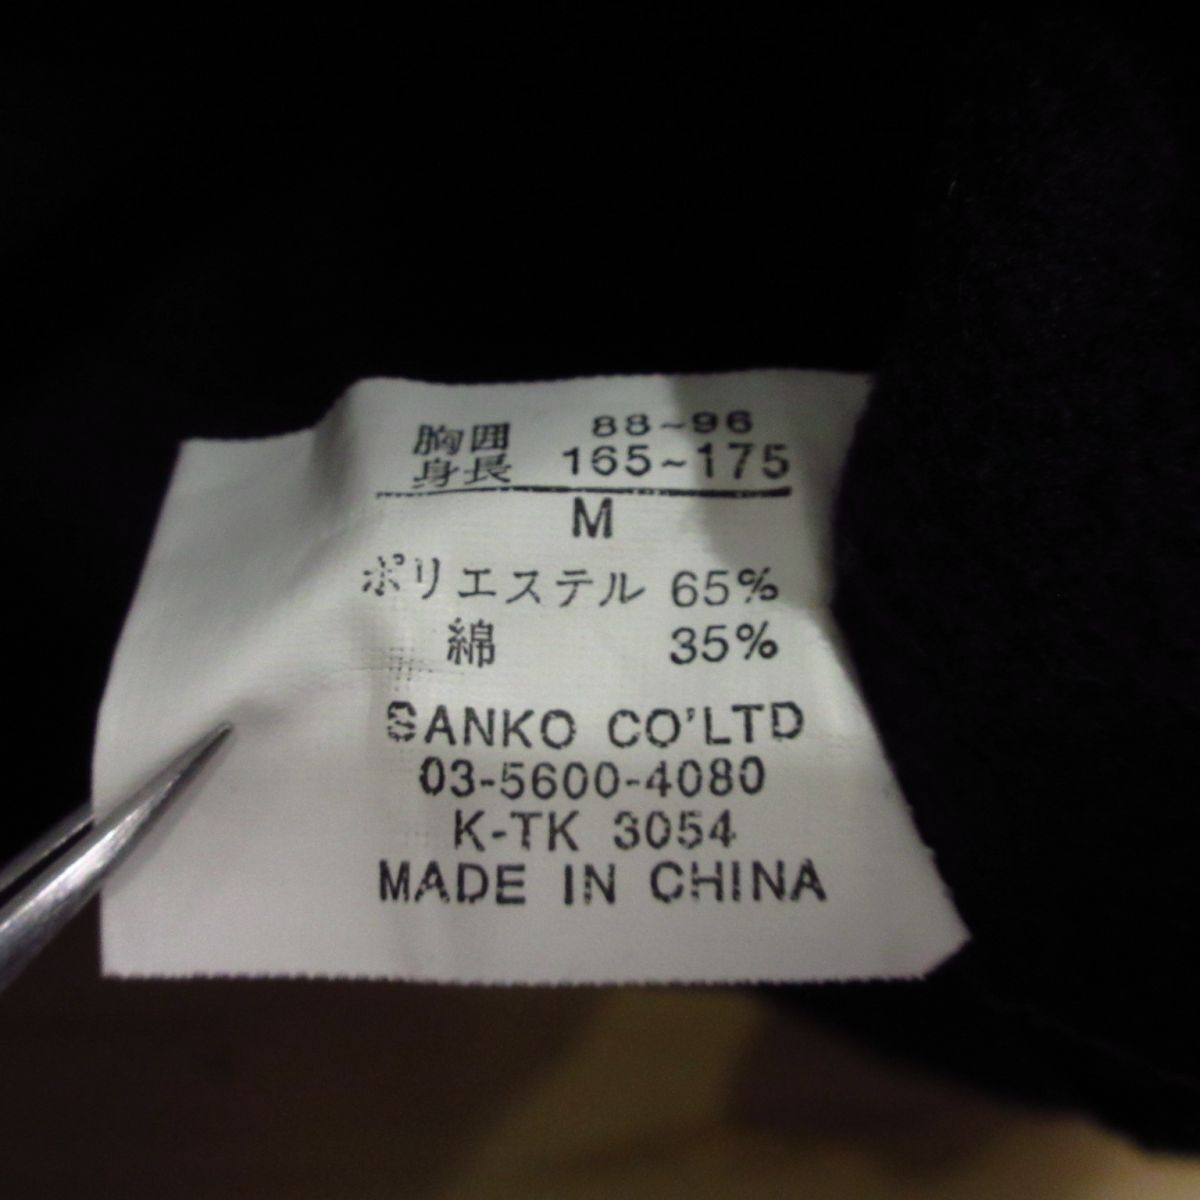 胸囲 88~96
身長 165~175
M
ポリエステル 65%
綿 35%
SANKO CO'LTD
03-5600-4080
K-TK 3054
MADE IN CHINA